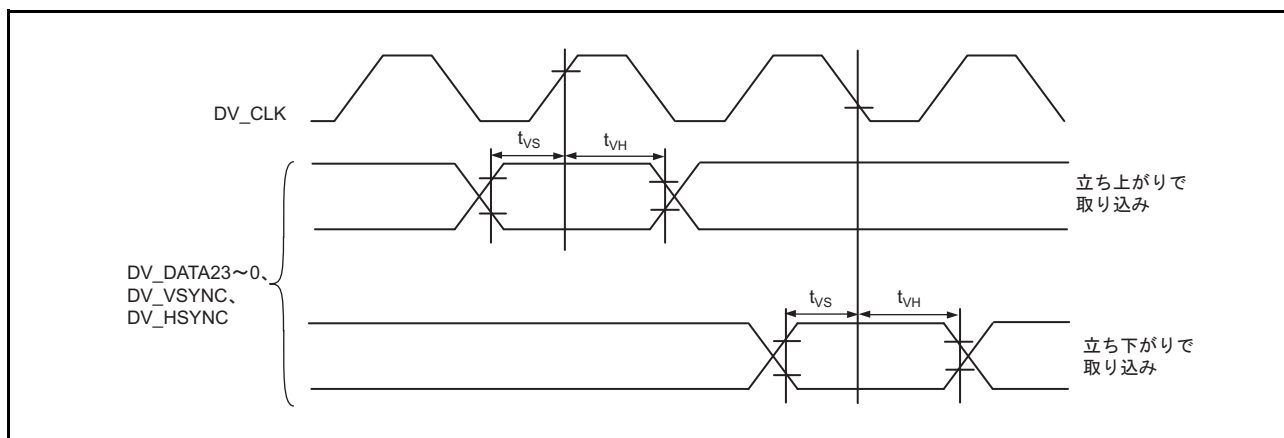 DV_CLK
tVS
tVH
立ち上がりで
取り込み
DV_DATA23～0、
DV_VSYNC、
DV_HSYNC
tVS
tVH
立ち下がりで
取り込み